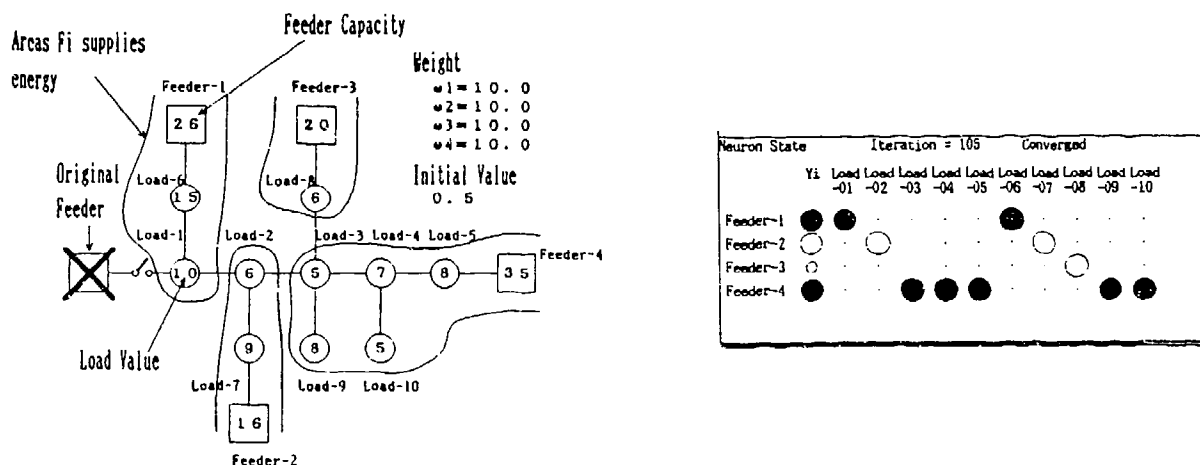 Feeder Capacity
Areas Fi supplies
energy
Feeder-1
Feeder-3
Weight
ω1=10.0
ω2=10.0
ω3=10.0
ω4=10.0
26
20
Original
Feeder
Load-6
Load-8
Initial Value
0.5
15
6
Load-1
Load-2
Load-3
Load-4
Load-5
Feeder-4
10
6
5
7
8
35
Load Value
9
8
5
Load-7
Load-9
Load-10
16
Feeder-2
Neuron State Iteration = 105 Converged
Yi Load Load Load Load Load Load Load Load Load Load
-01 -02 -03 -04 -05 -06 -07 -08 -09 -10
Feeder-1
Feeder-2
Feeder-3
Feeder-4